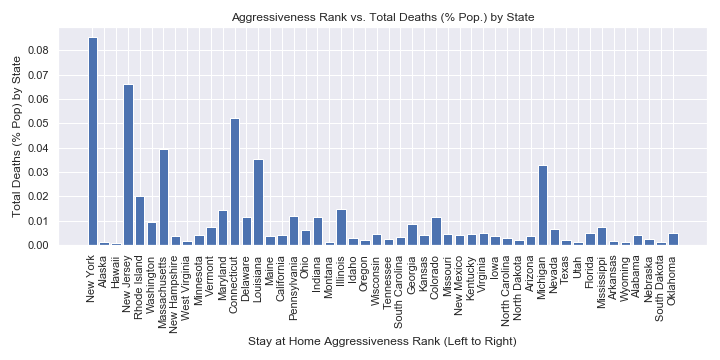 Aggressiveness Rank vs. Total Deaths (% Pop.) by State
Total Deaths (% Pop) by State
0.08
0.07
0.06
0.05
0.04
0.03
0.02
0.01
0.00
New York
Alaska
Hawaii
New Jersey
Rhode Island
Washington
Massachusetts
New Hampshire
West Virginia
Minnesota
Vermont
Maryland
Connecticut
Delaware
Louisiana
Maine
California
Pennsylvania
Ohio
Indiana
Montana
Illinois
Idaho
Oregon
Wisconsin
Tennessee
South Carolina
Georgia
Kansas
Colorado
Missouri
New Mexico
Kentucky
Virginia
Iowa
North Carolina
North Dakota
Arizona
Michigan
Nevada
Texas
Utah
Florida
Mississippi
Arkansas
Wyoming
Alabama
Nebraska
South Dakota
Oklahoma
Stay at Home Aggressiveness Rank (Left to Right)